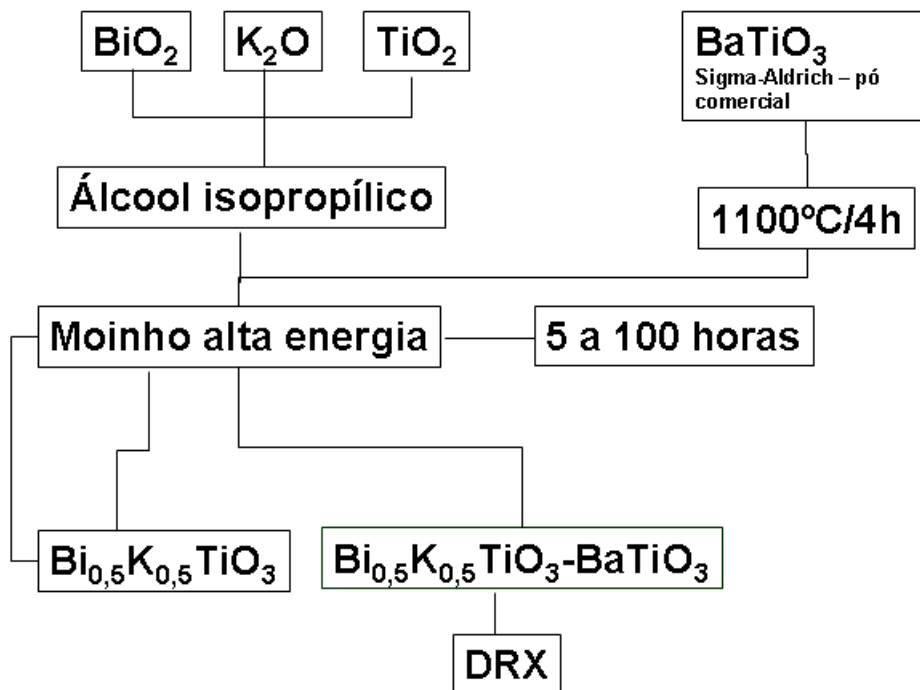 BiO₂
K₂O
TiO₂
BaTiO₃
Sigma-Aldrich – pó
comercial
Álcool isopropílico
1100ºC/4h
Moinho alta energia
5 a 100 horas
Bi₀,₅K₀,₅TiO₃
Bi₀,₅K₀,₅TiO₃-BaTiO₃
DRX